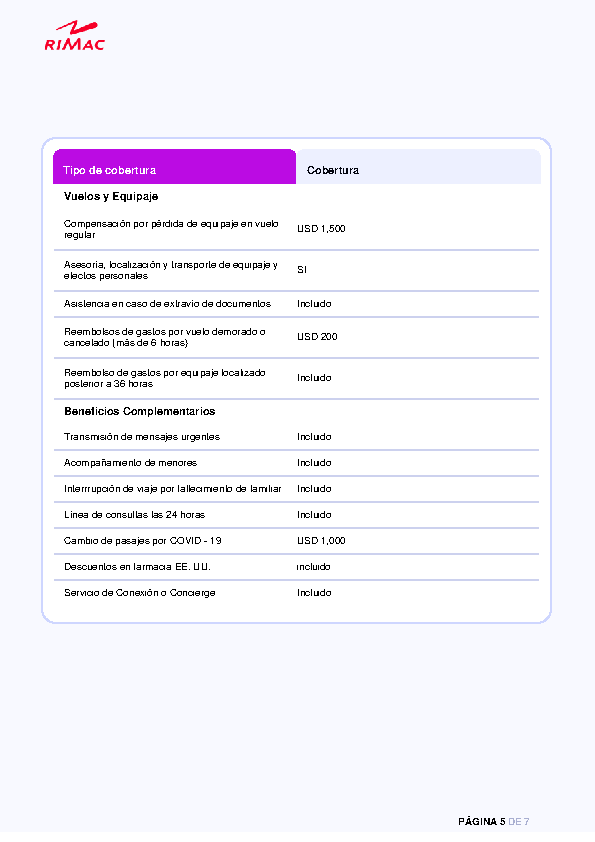 RIMAC
Tipo de cobertura
Cobertura
Vuelos y Equipaje
Compensación por pérdida de equipaje en vuelo
regular
USD 1,500
Asesoría, localización y transporte de equipaje y
efectos personales
SI
Asistencia en caso de extravio de documentos
Incluido
Reembolsos de gastos por vuelo demorado o
cancelado (más de 6 horas)
USD 200
Reembolso de gastos por equipaje localizado
posterior a 36 horas
Incluido
Beneficios Complementarios
Transmisión de mensajes urgentes
Incluido
Acompañamiento de menores
Incluido
Interrrupción de viaje por fallecimiento de familiar
Incluido
Línea de consultas las 24 horas
Incluido
Cambio de pasajes por COVID - 19
USD 1,000
Descuentos en farmacia EE. UU.
incluido
Servicio de Conexión o Concierge
Incluido
PÁGINA 5 DE 7